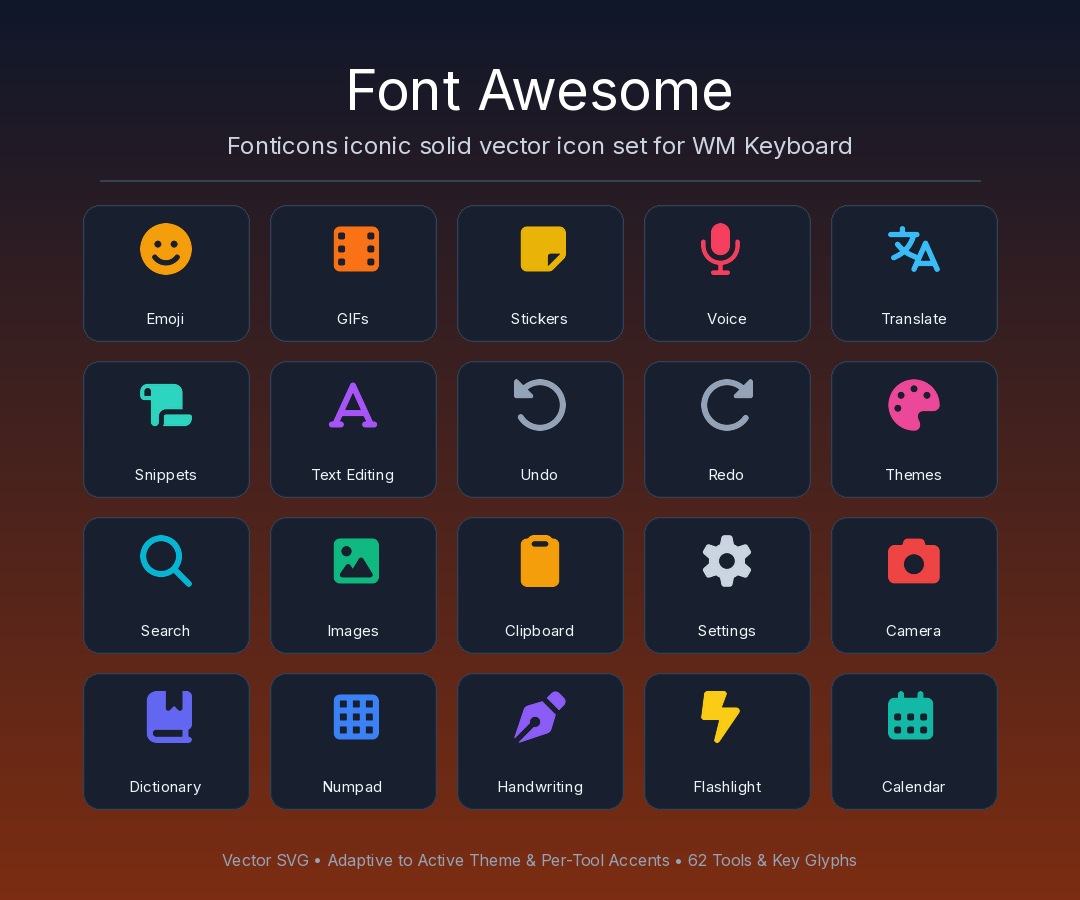 Font Awesome
Fonticons iconic solid vector icon set for WM Keyboard
Emoji
GIFs
Stickers
Voice
Translate
Snippets
Text Editing
Undo
Redo
Themes
Search
Images
Clipboard
Settings
Camera
Dictionary
Numpad
Handwriting
Flashlight
Calendar
Vector SVG • Adaptive to Active Theme & Per-Tool Accents • 62 Tools & Key Glyphs